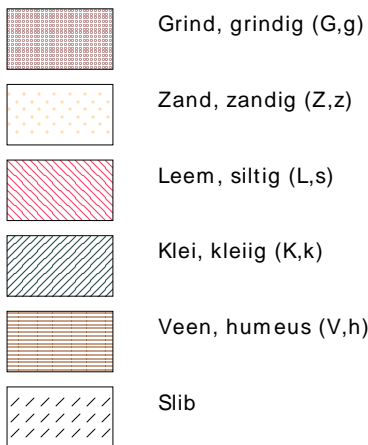 Grind, grindig (G,g)
Zand, zandig (Z,z)
Leem, siltig (L,s)
Klei, kleiig (K,k)
Veen, humeus (V,h)
Slib